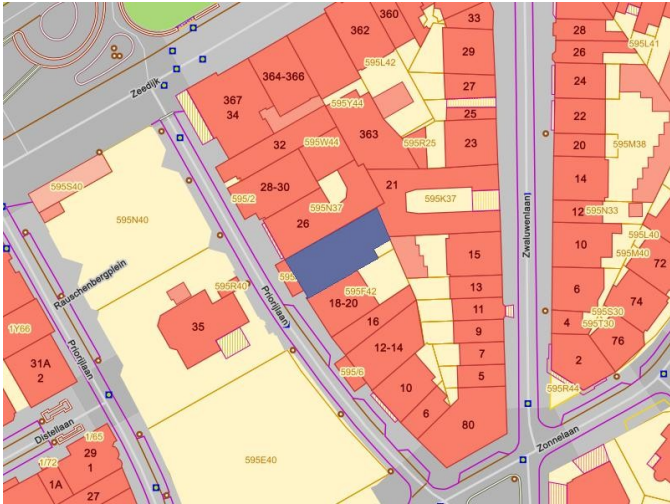 360
33
28
595L41
362
29
26
Zeedijk
364-366
595L42
27
24
367
34
595Y44
25
22
32
595W44
363
595R25
23
20
595M38
28-30
14
595S40
595/2
21
595K37
595N40
26
595N37
12
595N33
Zwaluwenlaan
10
595L40
595M40
72
15
Rauschenbergplein
595R40
595
13
6
595S30
74
595F42
18-20
11
4
595T30
1Y66
35
Priorijlaan
16
9
76
Priorijlaan
12-14
7
2
31A
2
595/6
5
595R44
10
6
80
Distellaan
1/65
Zonnelaan
29
1
595E40
1/72
1A
27